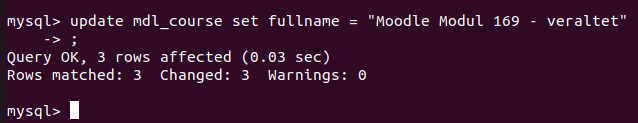 mysql> update mdl_course set fullname = "Moodle Modul 169 - veraltet"
    -> ;
Query OK, 3 rows affected (0.03 sec)
Rows matched: 3  Changed: 3  Warnings: 0

mysql>